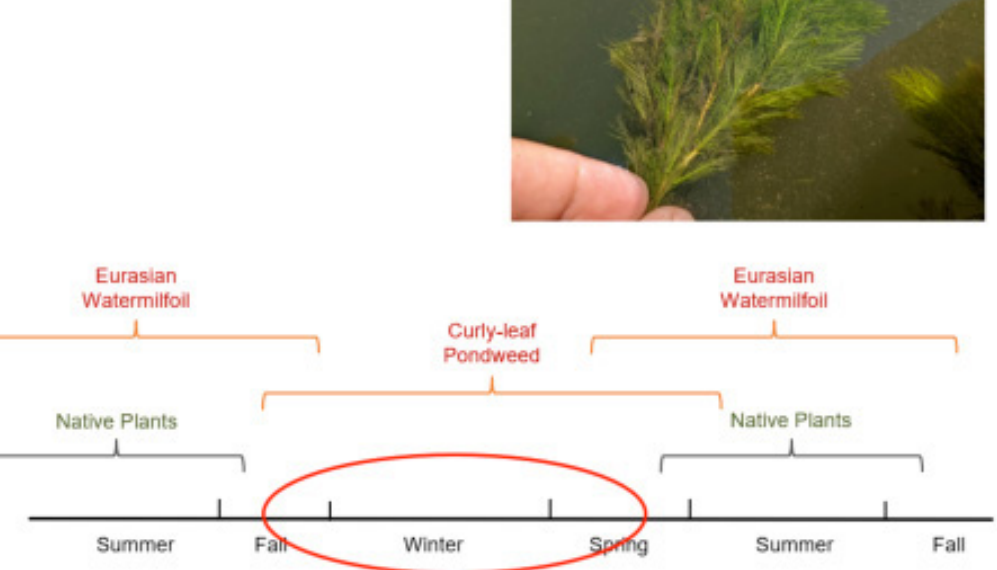 Eurasian
Watermilfoil
Eurasian
Watermilfoil
Curly-leaf
Pondweed
Native Plants
Native Plants
Summer
Fall
Winter
Spring
Summer
Fall